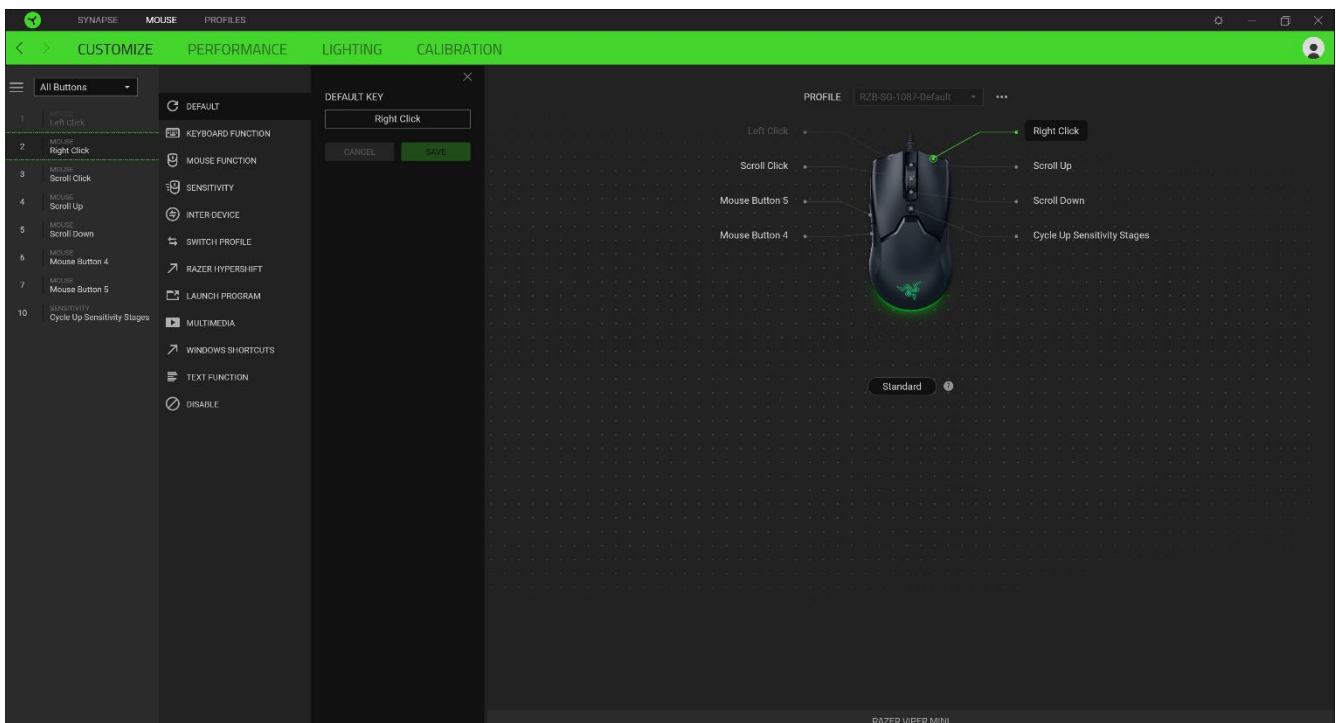 SYNAPSE MOUSE PROFILES
CUSTOMIZE PERFORMANCE LIGHTING CALIBRATION
All Buttons
1 MOUSE
Left Click
2 MOUSE
Right Click
3 MOUSE
Scroll Click
4 MOUSE
Scroll Up
5 MOUSE
Scroll Down
6 MOUSE
Mouse Button 4
7 MOUSE
Mouse Button 5
10 SENSITIVITY
Cycle Up Sensitivity Stages
DEFAULT
KEYBOARD FUNCTION
MOUSE FUNCTION
SENSITIVITY
INTER-DEVICE
SWITCH PROFILE
RAZER HYPERSHIFT
LAUNCH PROGRAM
MULTIMEDIA
WINDOWS SHORTCUTS
TEXT FUNCTION
DISABLE
DEFAULT KEY
Right Click
CANCEL SAVE
PROFILE RZB-SG-1087-Default
Left Click
Scroll Click
Mouse Button 5
Mouse Button 4
Right Click
Scroll Up
Scroll Down
Cycle Up Sensitivity Stages
Standard ?
RAZER VIPER MINI